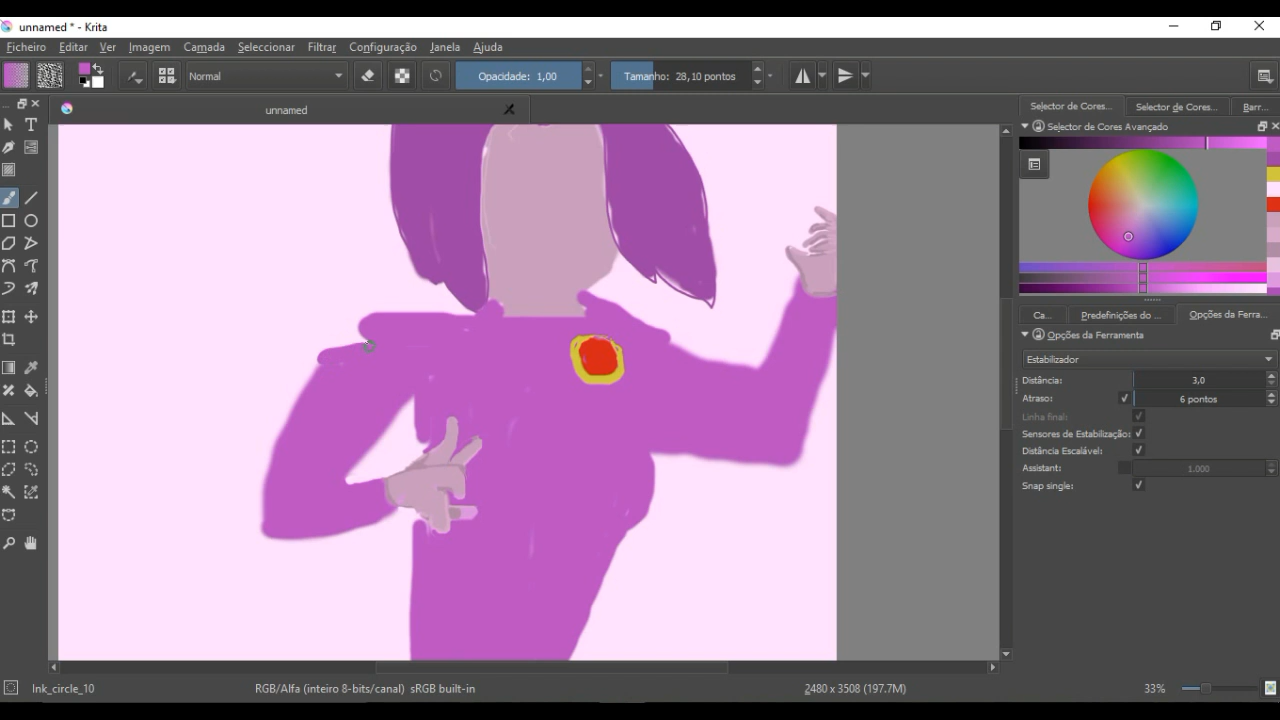 unnamed * - Krita
Ficheiro Editar Ver Imagem Camada Seleccionar Filtrar Configuração Janela Ajuda
Normal Opacidade: 1,00 Tamanho: 28,10 pontos
unnamed
Selector de Cores... Selector de Cores... Barr...
Selector de Cores Avançado
Ca... Predefinições do ... Opções da Ferra...
Opções da Ferramenta
Estabilizador
Distância: 3,0
Atraso: 6 pontos
Linha final:
Sensores de Estabilização:
Distância Escalável:
Assistant: 1.000
Snap single:
Ink_circle_10 RGB/Alfa (inteiro 8-bits/canal) sRGB built-in 2480 x 3508 (197.7M) 33%